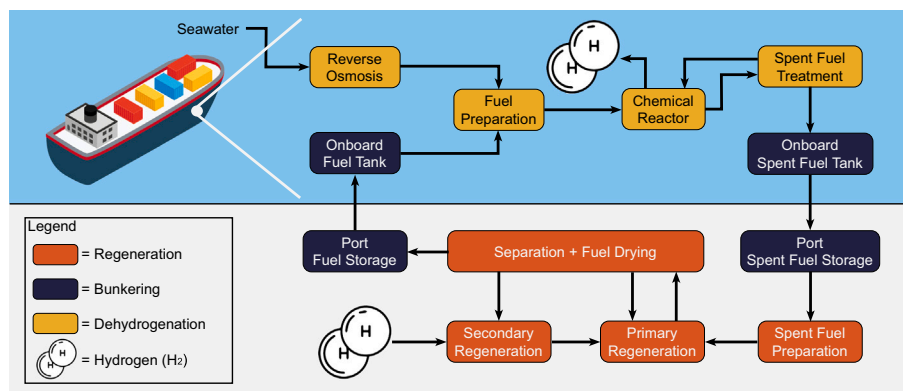 Seawater
Reverse
Osmosis
H
H
Spent Fuel
Treatment
Fuel
Preparation
Chemical
Reactor
Onboard
Fuel Tank
Onboard
Spent Fuel Tank
Legend
= Regeneration
= Bunkering
= Dehydrogenation
H
H
= Hydrogen (H2)
Port
Fuel Storage
Separation + Fuel Drying
Port
Spent Fuel Storage
H
H
Secondary
Regeneration
Primary
Regeneration
Spent Fuel
Preparation